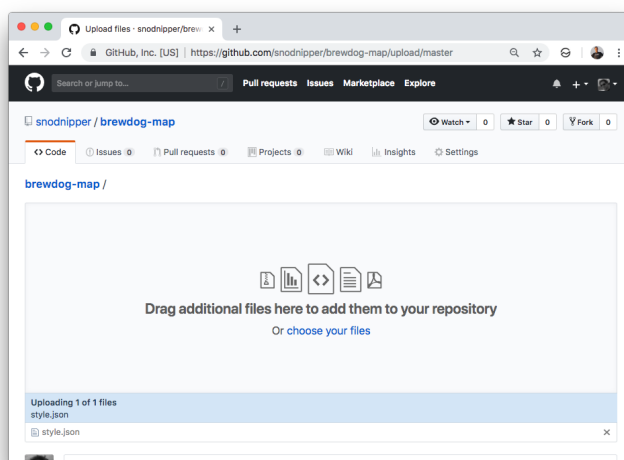 Upload files · snodnipper/brew
GitHub, Inc. [US] | https://github.com/snodnipper/brewdog-map/upload/master
Search or jump to... / Pull requests Issues Marketplace Explore
snodnipper / brewdog-map
Watch 0 Star 0 Fork 0
Code Issues 0 Pull requests 0 Projects 0 Wiki Insights Settings
brewdog-map /
Drag additional files here to add them to your repository
Or choose your files
Uploading 1 of 1 files
style.json
style.json